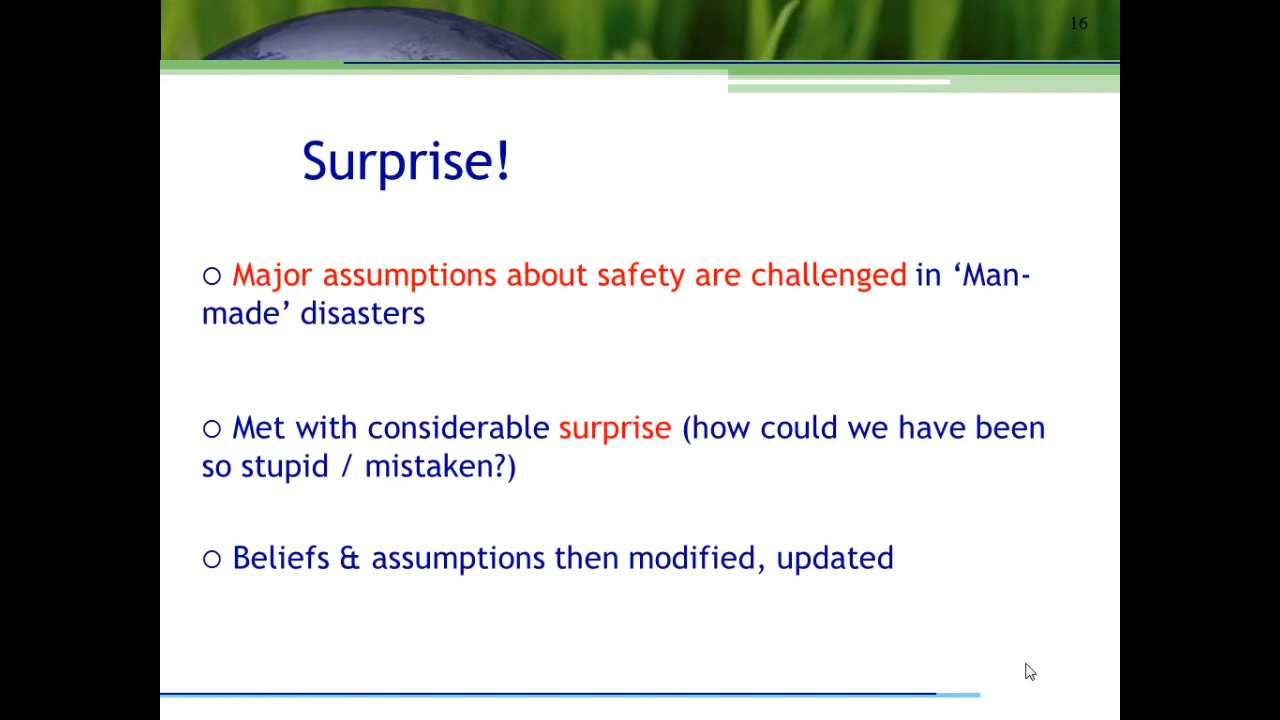 16
Surprise!
○ Major assumptions about safety are challenged in ‘Man-
made’ disasters
○ Met with considerable surprise (how could we have been
so stupid / mistaken?)
○ Beliefs & assumptions then modified, updated